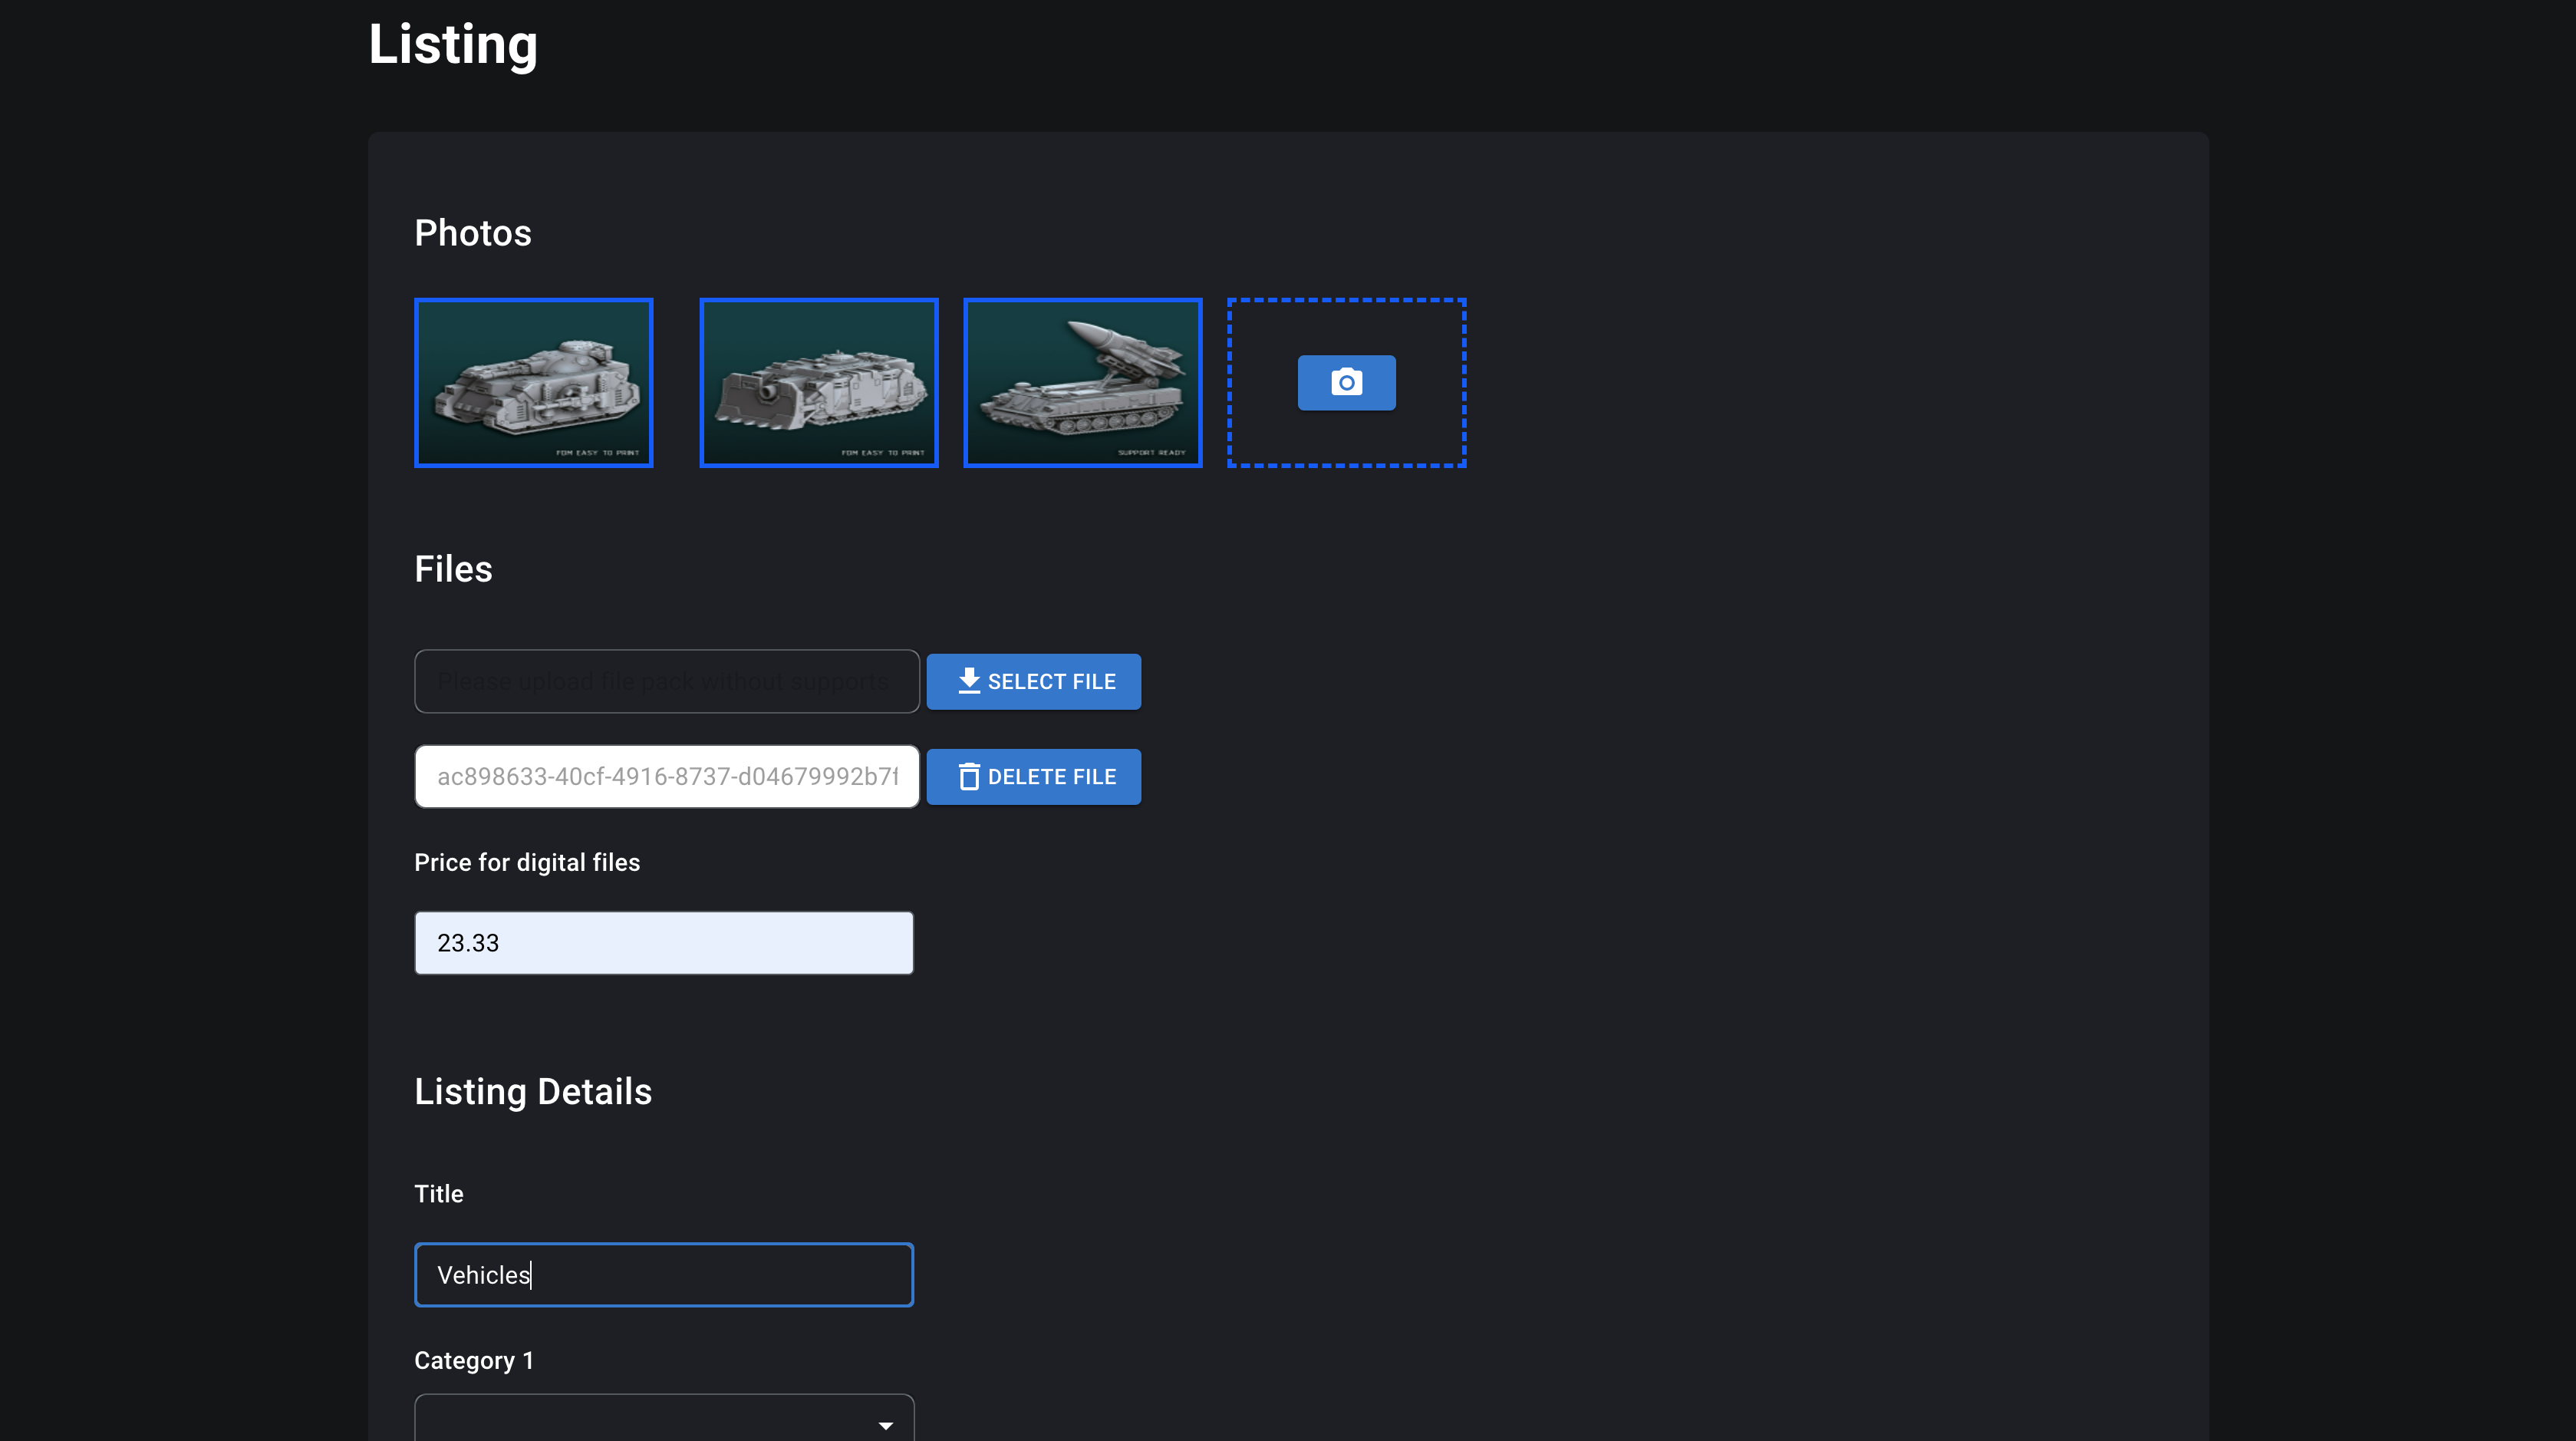 Listing
Photos
FDM EASY TO PRINT
FDM EASY TO PRINT
SUPPORT READY
Files
Please upload file pack without supports
SELECT FILE
ac898633-40cf-4916-8737-d04679992b7f
DELETE FILE
Price for digital files
23.33
Listing Details
Title
Vehicles
Category 1